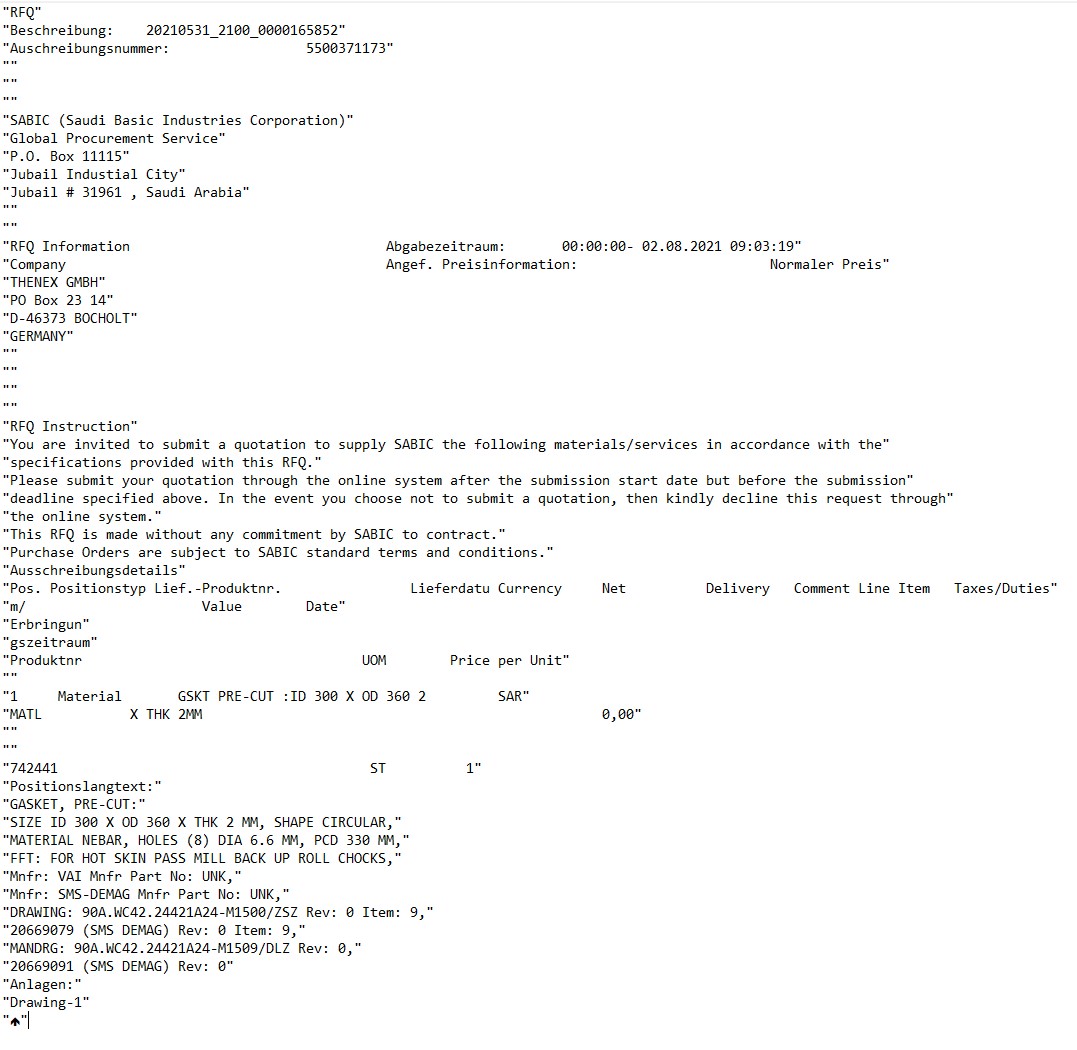 "RFQ"
"Beschreibung:    20210531_2100_0000165852"
"Auschreibungsnummer:                 5500371173"
""
""
""
"SABIC (Saudi Basic Industries Corporation)"
"Global Procurement Service"
"P.O. Box 11115"
"Jubail Industial City"
"Jubail # 31961 , Saudi Arabia"
""
""
"RFQ Information                                Abgabezeitraum:       00:00:00- 02.08.2021 09:03:19"
"Company                                        Angef. Preisinformation:                        Normaler Preis"
"THENEX GMBH"
"PO Box 23 14"
"D-46373 BOCHOLT"
"GERMANY"
""
""
""
""
"RFQ Instruction"
"You are invited to submit a quotation to supply SABIC the following materials/services in accordance with the"
"specifications provided with this RFQ."
"Please submit your quotation through the online system after the submission start date but before the submission"
"deadline specified above. In the event you choose not to submit a quotation, then kindly decline this request through"
"the online system."
"This RFQ is made without any commitment by SABIC to contract."
"Purchase Orders are subject to SABIC standard terms and conditions."
"Ausschreibungsdetails"
"Pos. Positionstyp Lief.-Produktnr.                Lieferdatu Currency     Net          Delivery   Comment Line Item   Taxes/Duties"
"m/                      Value        Date"
"Erbringun"
"gszeitraum"
"Produktnr                                   UOM        Price per Unit"
""
"1     Material       GSKT PRE-CUT :ID 300 X OD 360 2         SAR"
"MATL           X THK 2MM                                                  0,00"
""
""
"742441                                       ST          1"
"Positionslangtext:"
"GASKET, PRE-CUT:"
"SIZE ID 300 X OD 360 X THK 2 MM, SHAPE CIRCULAR,"
"MATERIAL NEBAR, HOLES (8) DIA 6.6 MM, PCD 330 MM,"
"FFT: FOR HOT SKIN PASS MILL BACK UP ROLL CHOCKS,"
"Mnfr: VAI Mnfr Part No: UNK,"
"Mnfr: SMS-DEMAG Mnfr Part No: UNK,"
"DRAWING: 90A.WC42.24421A24-M1500/ZSZ Rev: 0 Item: 9,"
"20669079 (SMS DEMAG) Rev: 0 Item: 9,"
"MANDRG: 90A.WC42.24421A24-M1509/DLZ Rev: 0,"
"20669091 (SMS DEMAG) Rev: 0"
"Anlagen:"
"Drawing-1"
"↑"